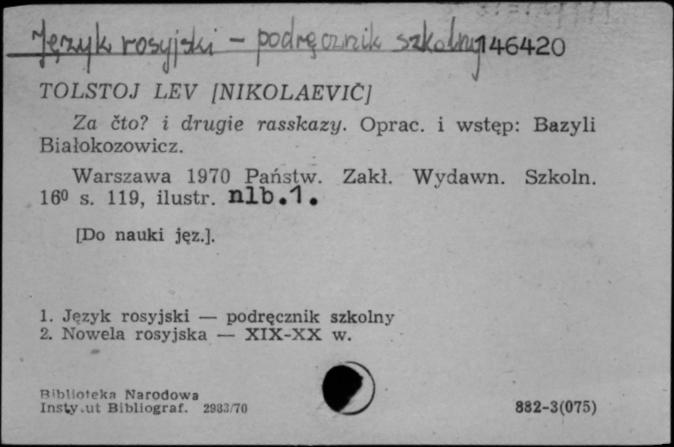 Język rosyjski – podręcznik szkolny 146420
TOLSTOJ LEV [NIKOLAEVIČ]
Za čto? i drugie rasskazy. Oprac. i wstęp: Bazyli
Białokozowicz.
Warszawa 1970 Państw. Zakł. Wydawn. Szkoln.
16⁰ s. 119, ilustr. nlb.1.
[Do nauki jęz.].
1. Język rosyjski — podręcznik szkolny
2. Nowela rosyjska — XIX-XX w.
Biblioteka Narodowa
Insty.ut Bibliograf. 2983/70
882-3(075)